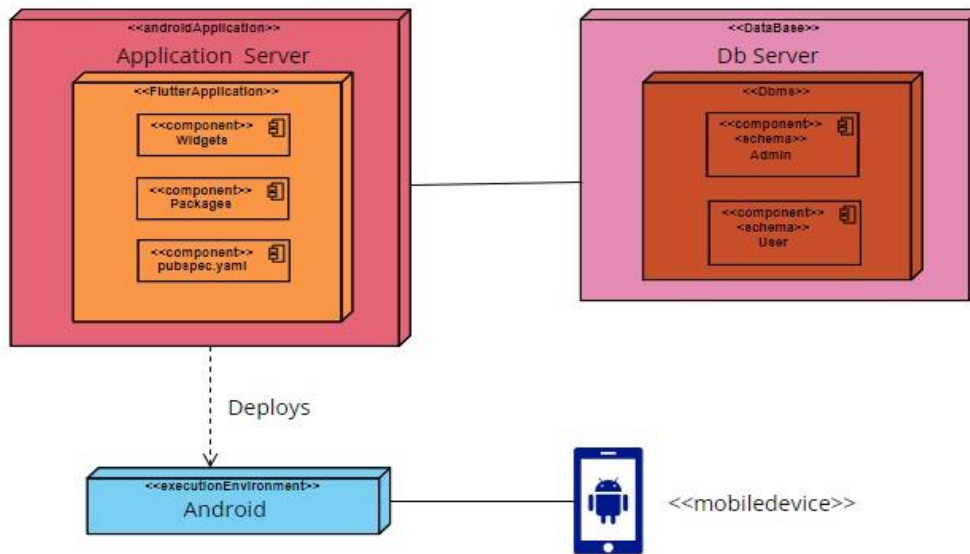 <<androidApplication>>
Application Server
<<FlutterApplication>>
<<component>>
Widgets
<<component>>
Packages
<<component>>
pubspec.yaml
<<DataBase>>
Db Server
<<Dbms>>
<<component>>
<schema>>
Admin
<<component>>
<schema>>
User
Deploys
<<executionEnvironment>>
Android
<<mobiledevice>>